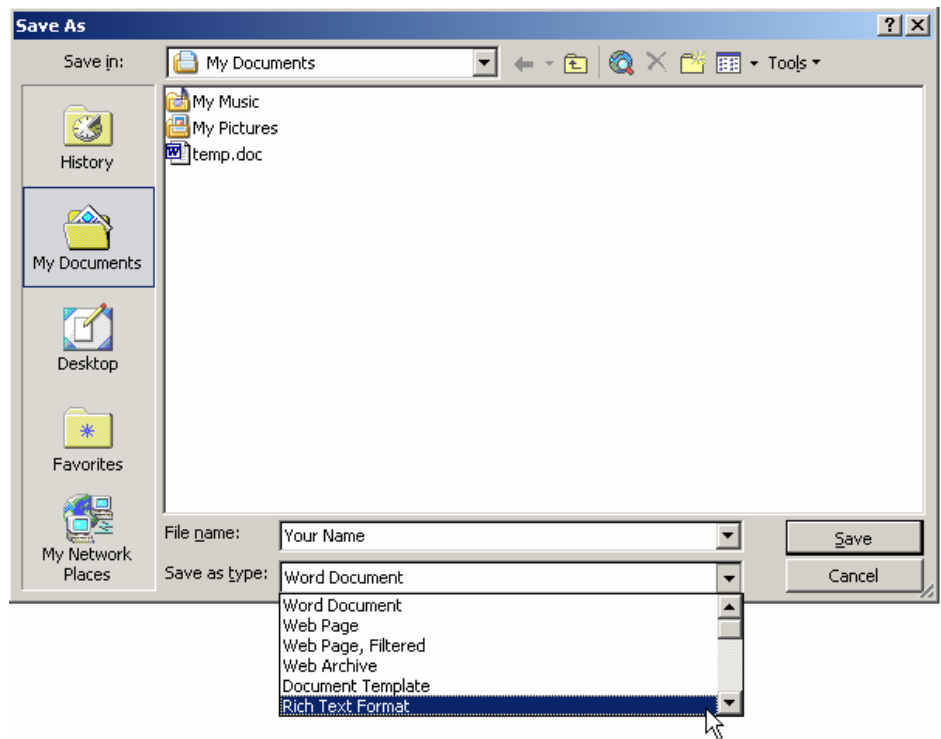 Save As
Save in:
My Documents
Tools
History
My Documents
Desktop
Favorites
My Network
Places
My Music
My Pictures
temp.doc
File name:
Your Name
Save
Save as type:
Word Document
Cancel
Word Document
Web Page
Web Page, Filtered
Web Archive
Document Template
Rich Text Format